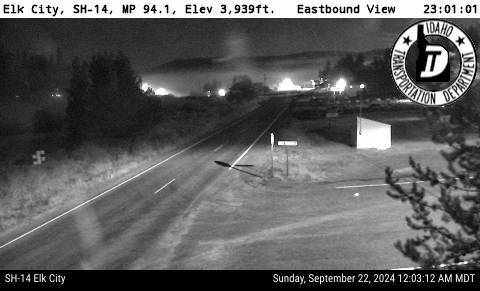 Elk City, SH-14, MP 94.1, Elev 3,939ft. Eastbound View 23:01:01
IDAHO
TRANSPORTATION DEPARTMENT
SH-14 Elk City Sunday, September 22, 2024 12:03:12 AM MDT